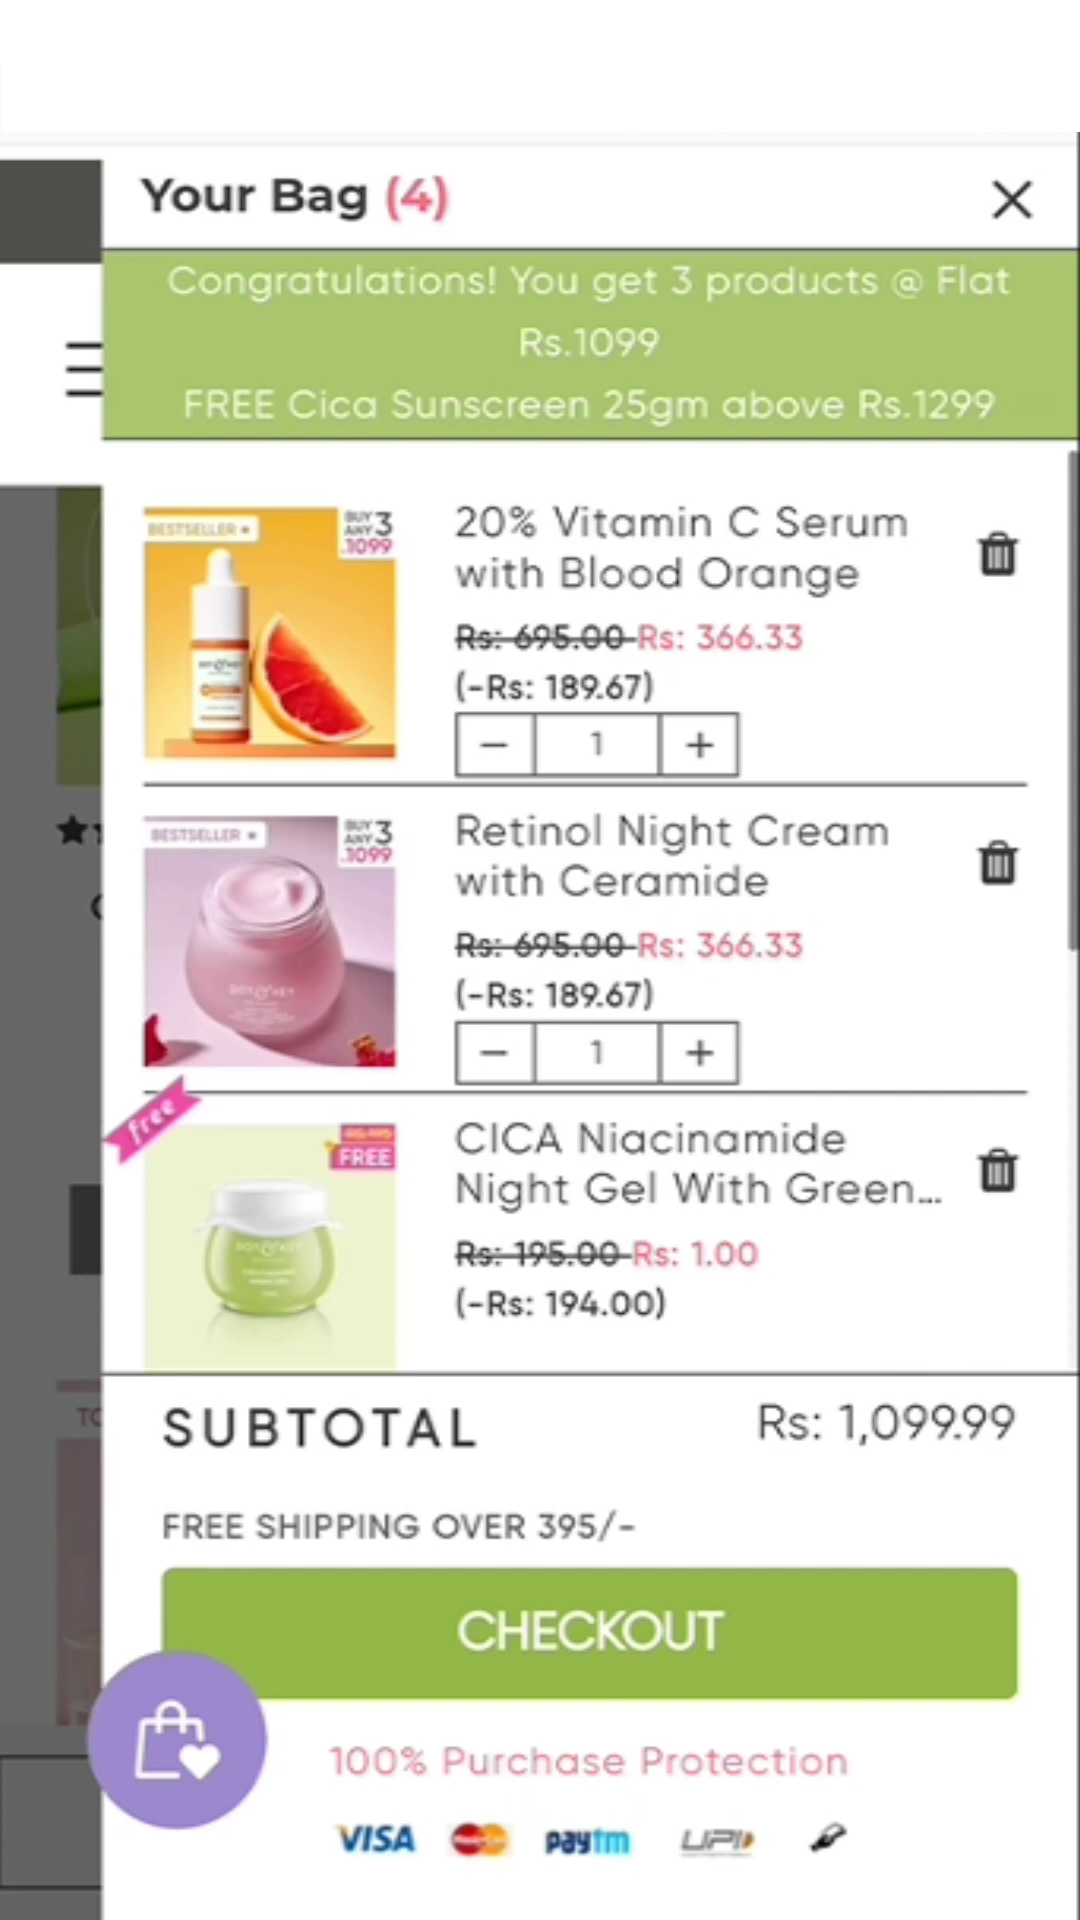 Your Bag (4)
Congratulations! You get 3 products @ Flat
Rs.1099
FREE Cica Sunscreen 25gm above Rs.1299
BESTSELLER ★
BUY
ANY 3
1099
20% Vitamin C Serum
with Blood Orange
Rs: 695.00 Rs: 366.33
(-Rs: 189.67)
− 1 +
BESTSELLER ★
BUY
ANY 3
1099
Retinol Night Cream
with Ceramide
Rs: 695.00 Rs: 366.33
(-Rs: 189.67)
− 1 +
free
FREE
CICA Niacinamide
Night Gel With Green...
Rs: 195.00 Rs: 1.00
(-Rs: 194.00)
SUBTOTAL Rs: 1,099.99
FREE SHIPPING OVER 395/-
CHECKOUT
100% Purchase Protection
VISA paytm UPI